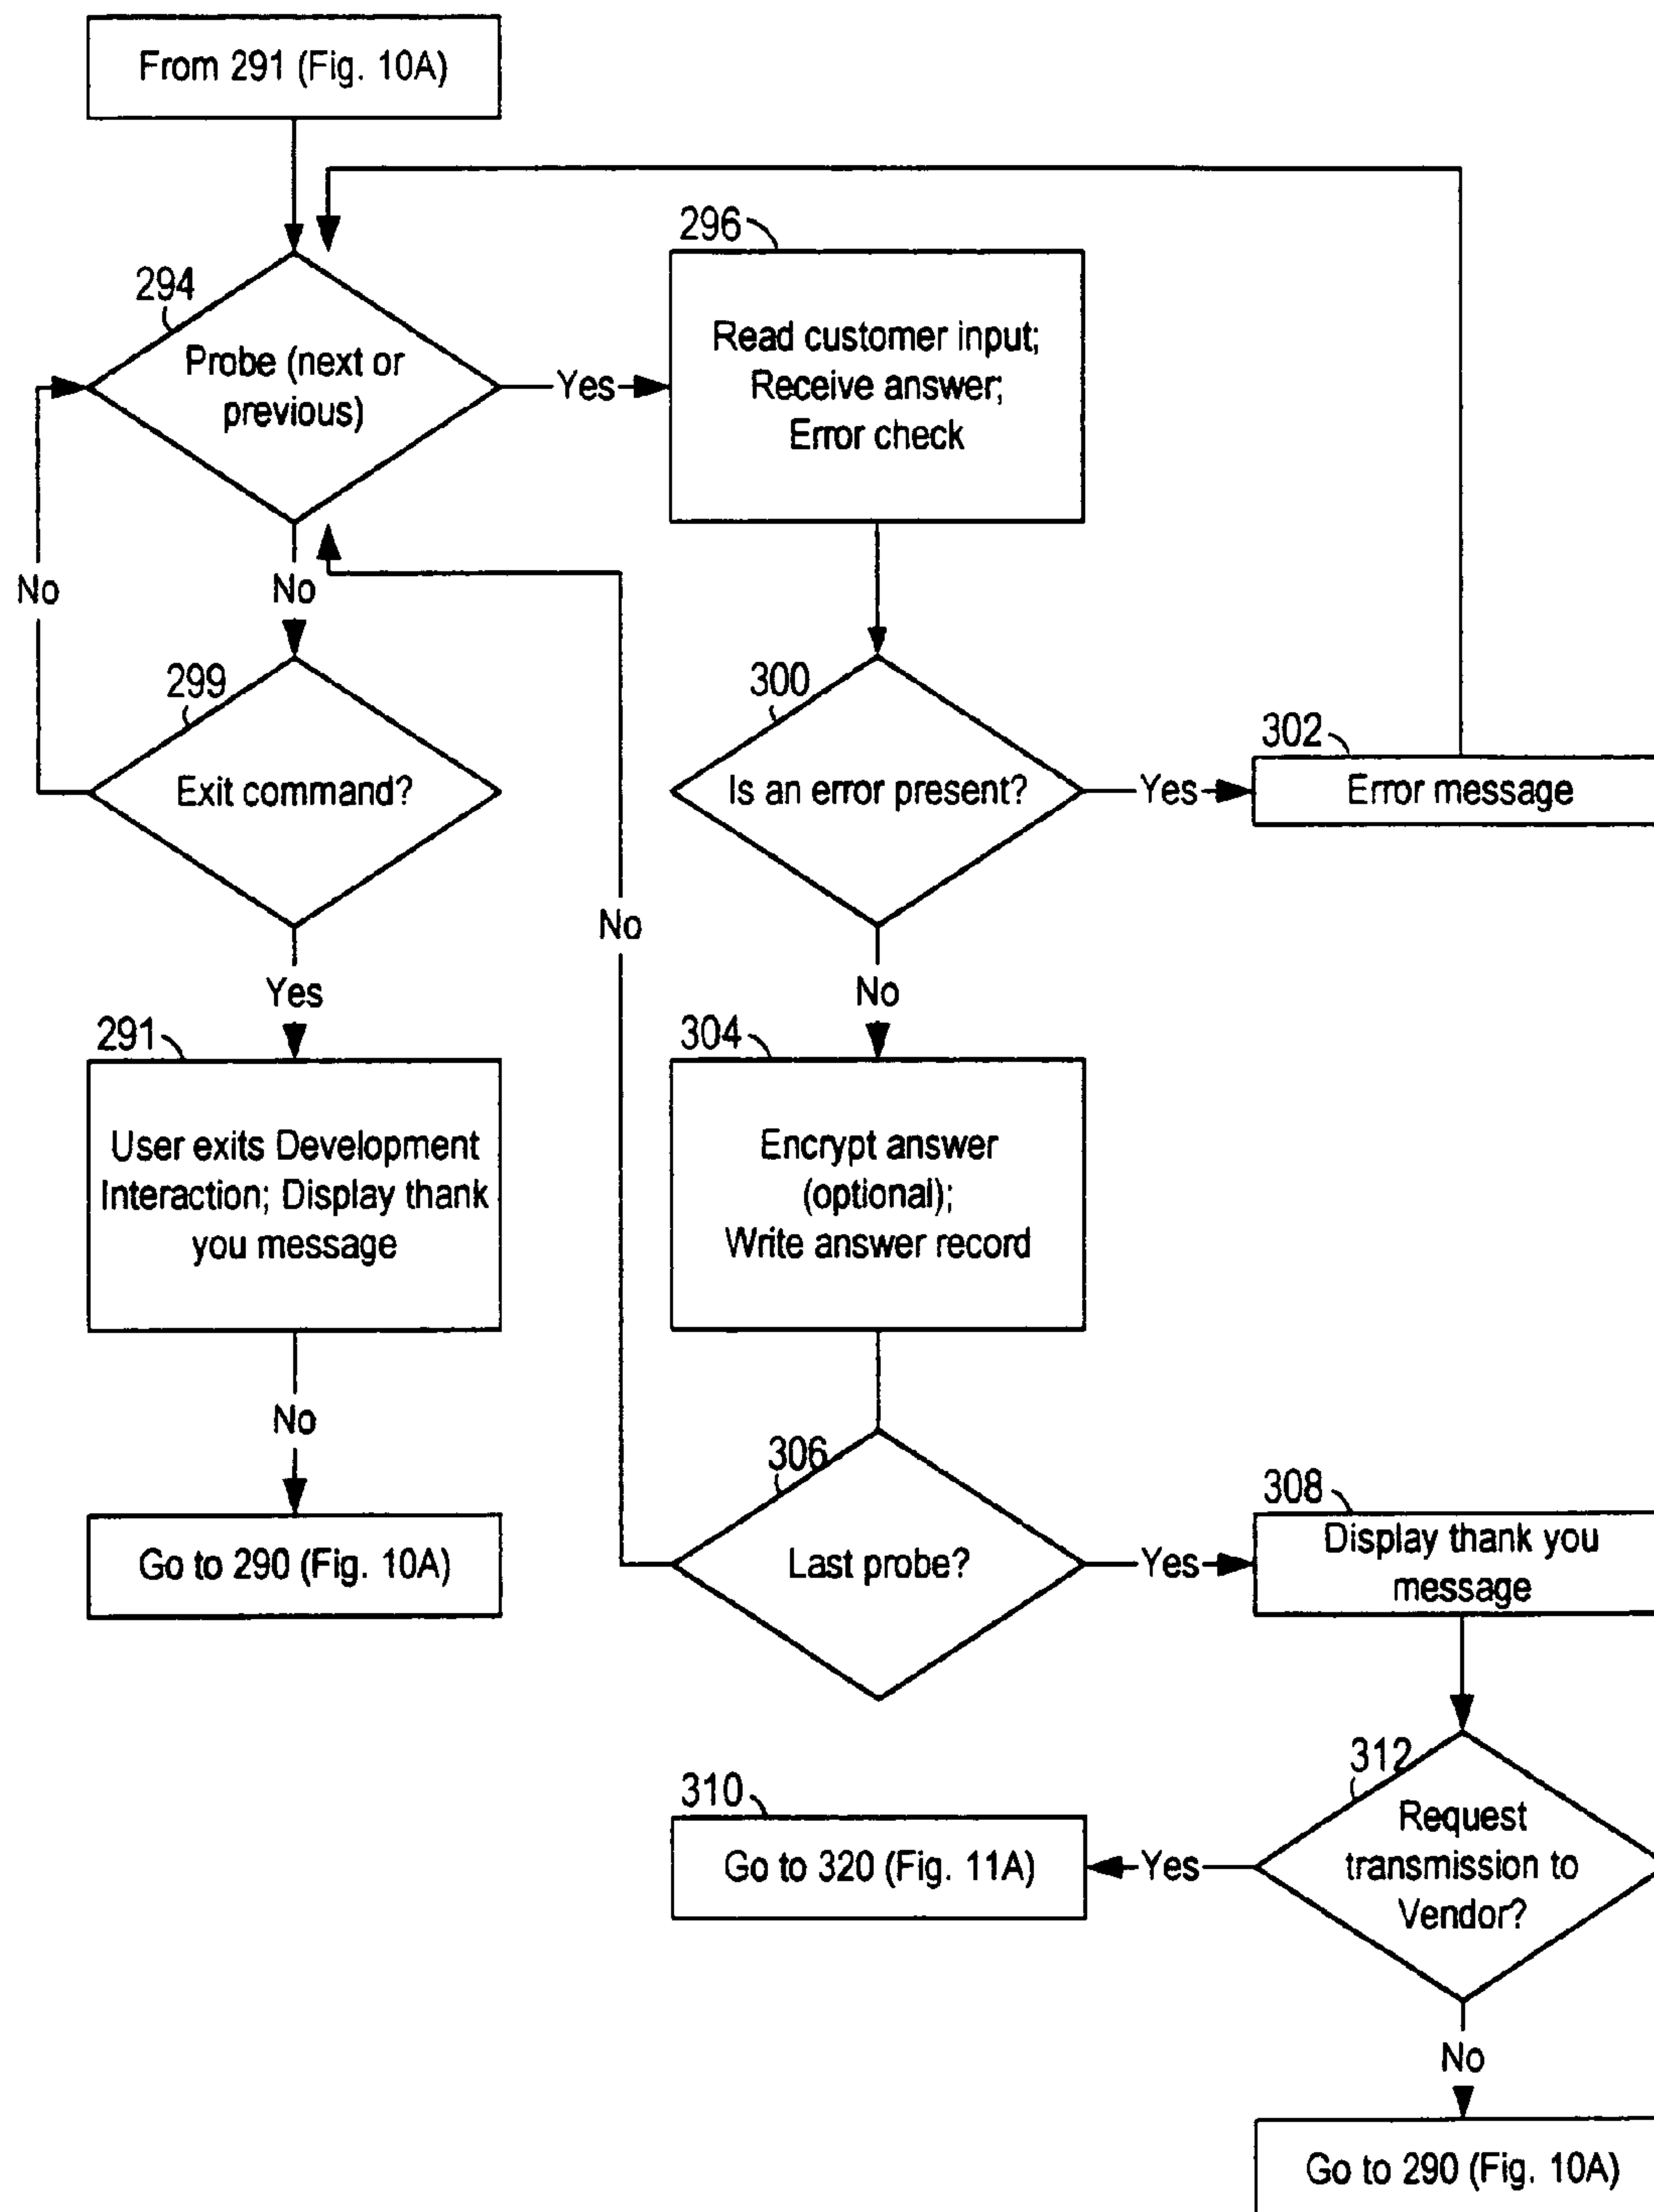 From 291 (Fig. 10A)
294
Probe (next or
previous)
Yes
296
Read customer input;
Receive answer;
Error check
No
No
299
Exit command?
300
Is an error present?
Yes
302
Error message
No
Yes
No
291
User exits Development
Interaction; Display thank
you message
304
Encrypt answer
(optional);
Write answer record
No
Go to 290 (Fig. 10A)
306
Last probe?
Yes
308
Display thank you
message
310
Go to 320 (Fig. 11A)
Yes
312
Request
transmission to
Vendor?
No
Go to 290 (Fig. 10A)